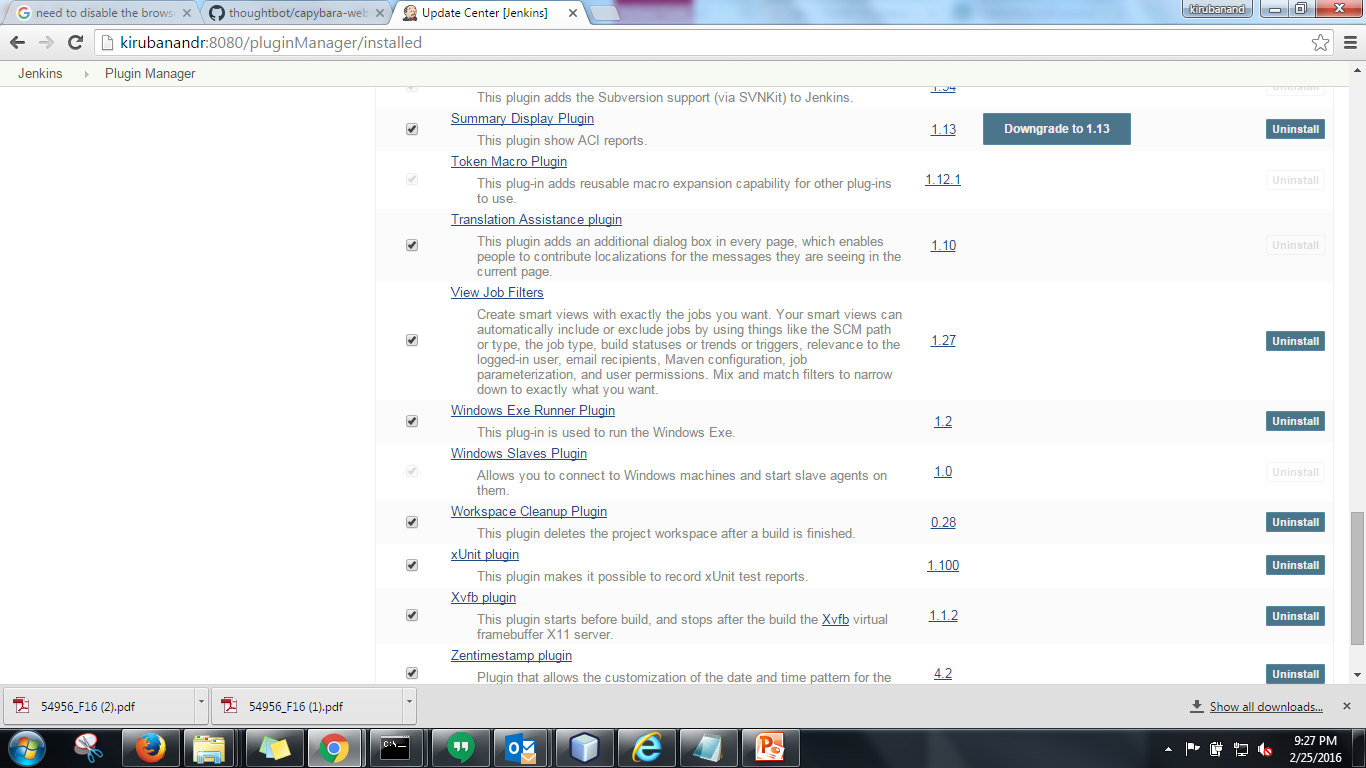 need to disable the brows
thoughtbot/capybara-web
Update Center [Jenkins]
kirubanand
kirubanandr:8080/pluginManager/installed
Jenkins
Plugin Manager
This plugin adds the Subversion support (via SVNKit) to Jenkins.
1.54
Uninstall
Summary Display Plugin
This plugin show ACI reports.
1.13
Downgrade to 1.13
Uninstall
Token Macro Plugin
This plug-in adds reusable macro expansion capability for other plug-ins
to use.
1.12.1
Uninstall
Translation Assistance plugin
This plugin adds an additional dialog box in every page, which enables
people to contribute localizations for the messages they are seeing in the
current page.
1.10
Uninstall
View Job Filters
Create smart views with exactly the jobs you want. Your smart views can
automatically include or exclude jobs by using things like the SCM path
or type, the job type, build statuses or trends or triggers, relevance to the
logged-in user, email recipients, Maven configuration, job
parameterization, and user permissions. Mix and match filters to narrow
down to exactly what you want.
1.27
Uninstall
Windows Exe Runner Plugin
This plug-in is used to run the Windows Exe.
1.2
Uninstall
Windows Slaves Plugin
Allows you to connect to Windows machines and start slave agents on
them.
1.0
Uninstall
Workspace Cleanup Plugin
This plugin deletes the project workspace after a build is finished.
0.28
Uninstall
xUnit plugin
This plugin makes it possible to record xUnit test reports.
1.100
Uninstall
Xvfb plugin
This plugin starts before build, and stops after the build the Xvfb virtual
framebuffer X11 server.
1.1.2
Uninstall
Zentimestamp plugin
Plugin that allows the customization of the date and time pattern for the
4.2
Uninstall
54956_F16 (2).pdf
54956_F16 (1).pdf
Show all downloads...
C:\_
9:27 PM
2/25/2016